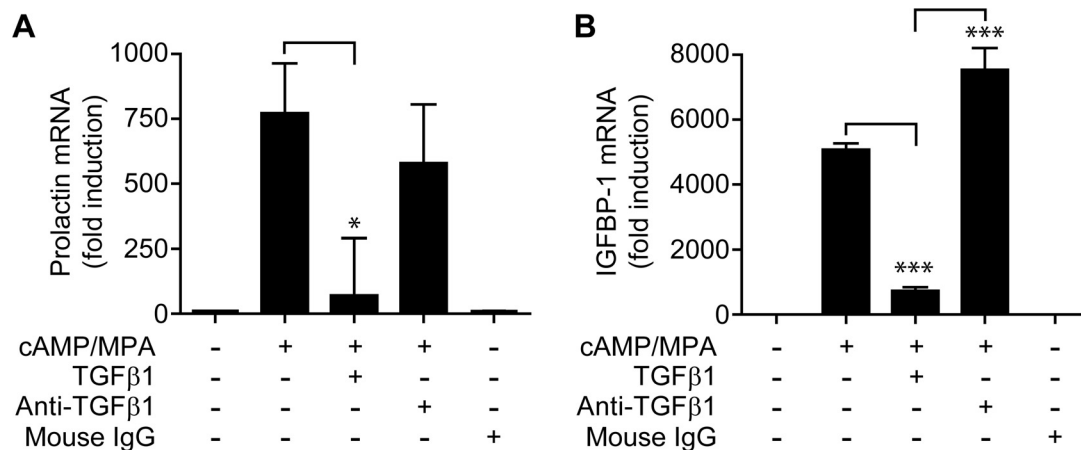 A
Prolactin mRNA
(fold induction)
1000
750
500
250
0
*
cAMP/MPA - + + + -
TGFβ1 - - + - -
Anti-TGFβ1 - - - + -
Mouse IgG - - - - +
B
IGFBP-1 mRNA
(fold induction)
8000
6000
4000
2000
0
***
***
cAMP/MPA - + + + -
TGFβ1 - - + - -
Anti-TGFβ1 - - - + -
Mouse IgG - - - - +